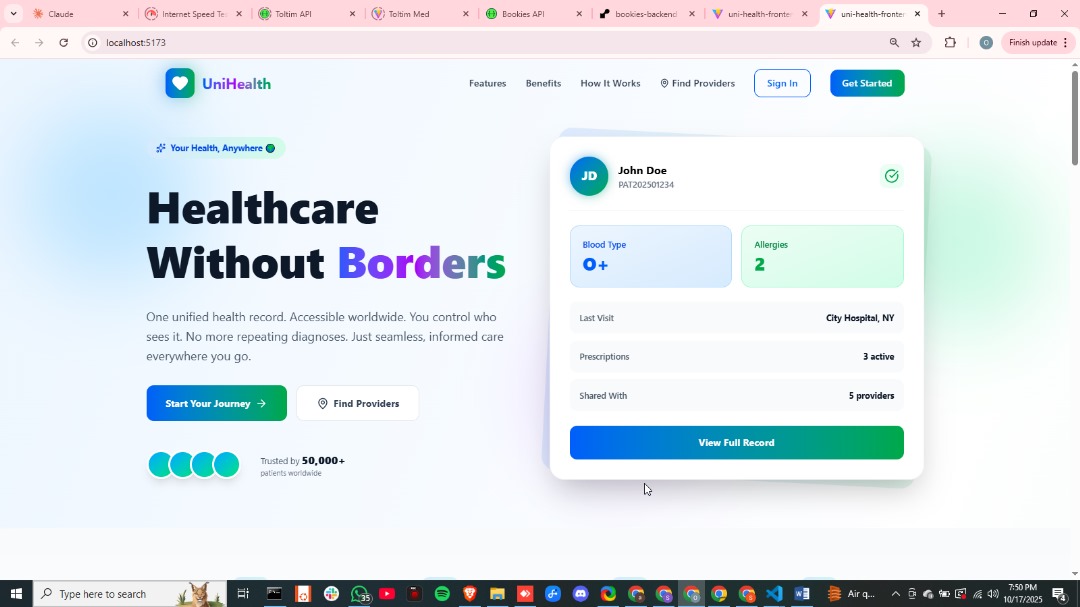 Claude
Internet Speed Te
Toltim API
Toltim Med
Bookies API
bookies-backend
uni-health-fronter
uni-health-fronter
localhost:5173
Finish update
UniHealth
Features
Benefits
How It Works
Find Providers
Sign In
Get Started
Your Health, Anywhere
Healthcare
Without Borders
One unified health record. Accessible worldwide. You control who
sees it. No more repeating diagnoses. Just seamless, informed care
everywhere you go.
Start Your Journey
Find Providers
Trusted by 50,000+
patients worldwide
JD
John Doe
PAT202501234
Blood Type
O+
Allergies
2
Last Visit
City Hospital, NY
Prescriptions
3 active
Shared With
5 providers
View Full Record
Type here to search
35
Air q...
7:50 PM
10/17/2025
4